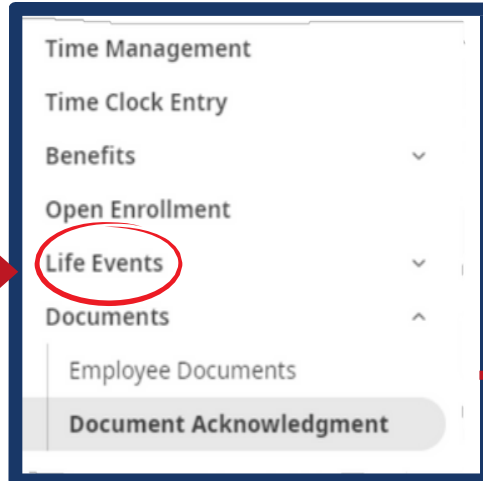 Time Management
Time Clock Entry
Benefits
Open Enrollment
Life Events
Documents
Employee Documents
Document Acknowledgment